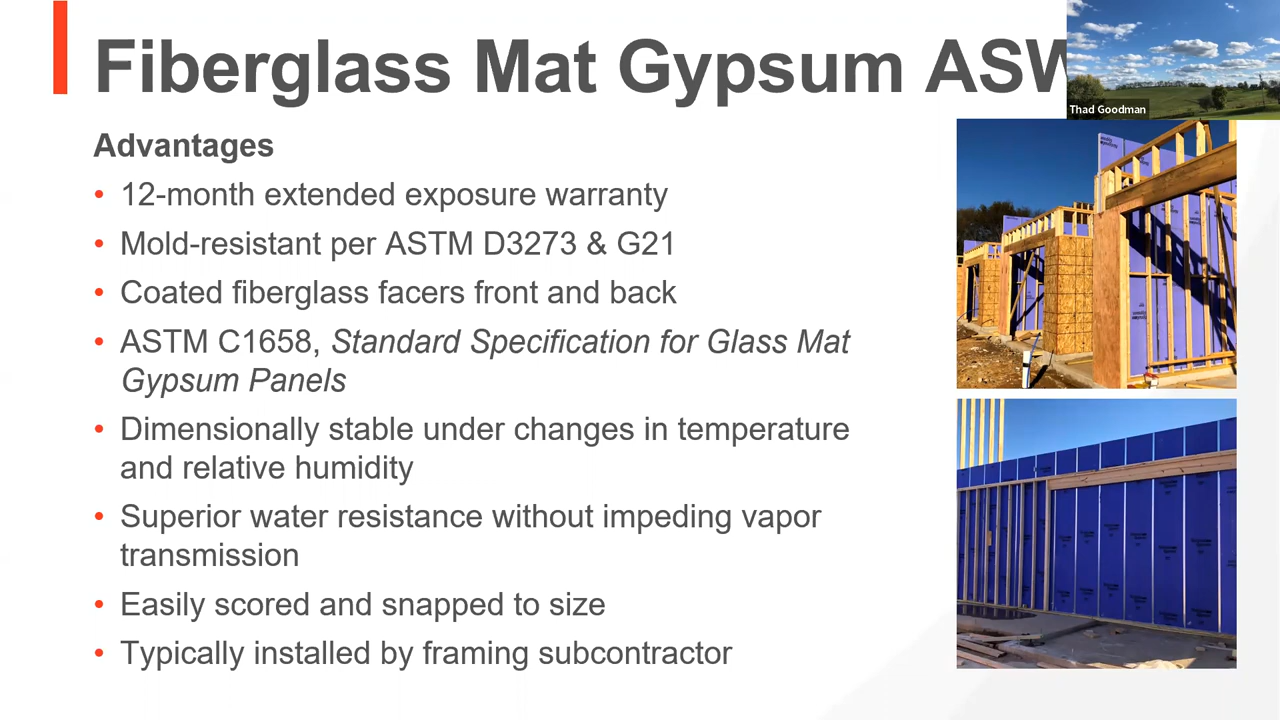 Fiberglass Mat Gypsum ASW
Thad Goodman
Advantages
• 12-month extended exposure warranty
• Mold-resistant per ASTM D3273 & G21
• Coated fiberglass facers front and back
• ASTM C1658, Standard Specification for Glass Mat
Gypsum Panels
• Dimensionally stable under changes in temperature
and relative humidity
• Superior water resistance without impeding vapor
transmission
• Easily scored and snapped to size
• Typically installed by framing subcontractor